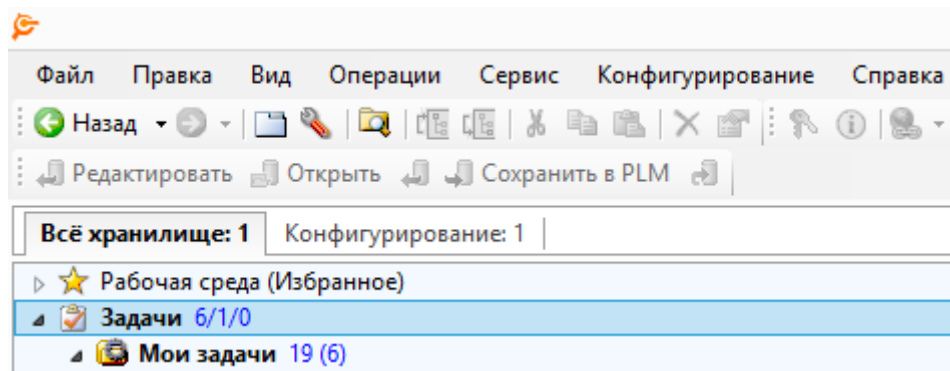 Файл Правка Вид Операции Сервис Конфигурирование Справка
Назад
Редактировать Открыть Сохранить в PLM
Всё хранилище: 1 Конфигурирование: 1
Рабочая среда (Избранное)
Задачи 6/1/0
Мои задачи 19 (6)